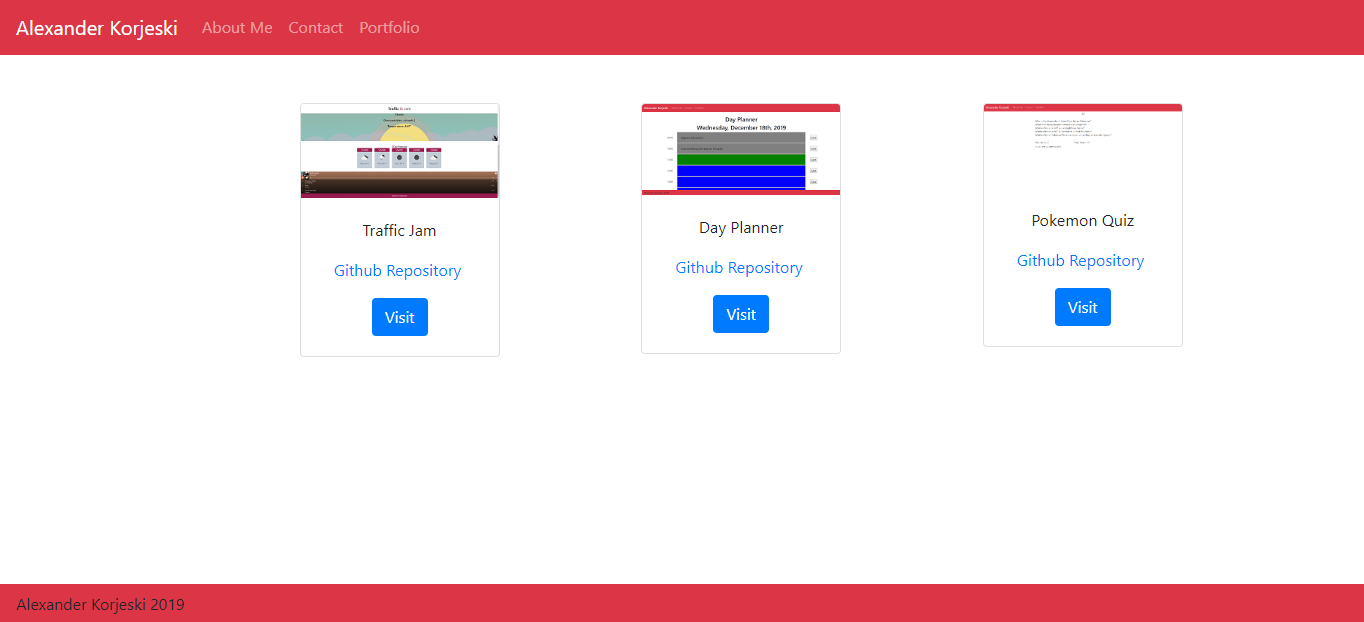 Alexander Korjeski About Me Contact Portfolio
Traffic Jam
Github Repository
Visit
Day Planner
Wednesday, December 18th, 2019
Day Planner
Github Repository
Visit
Pokemon Quiz
Github Repository
Visit
Alexander Korjeski 2019